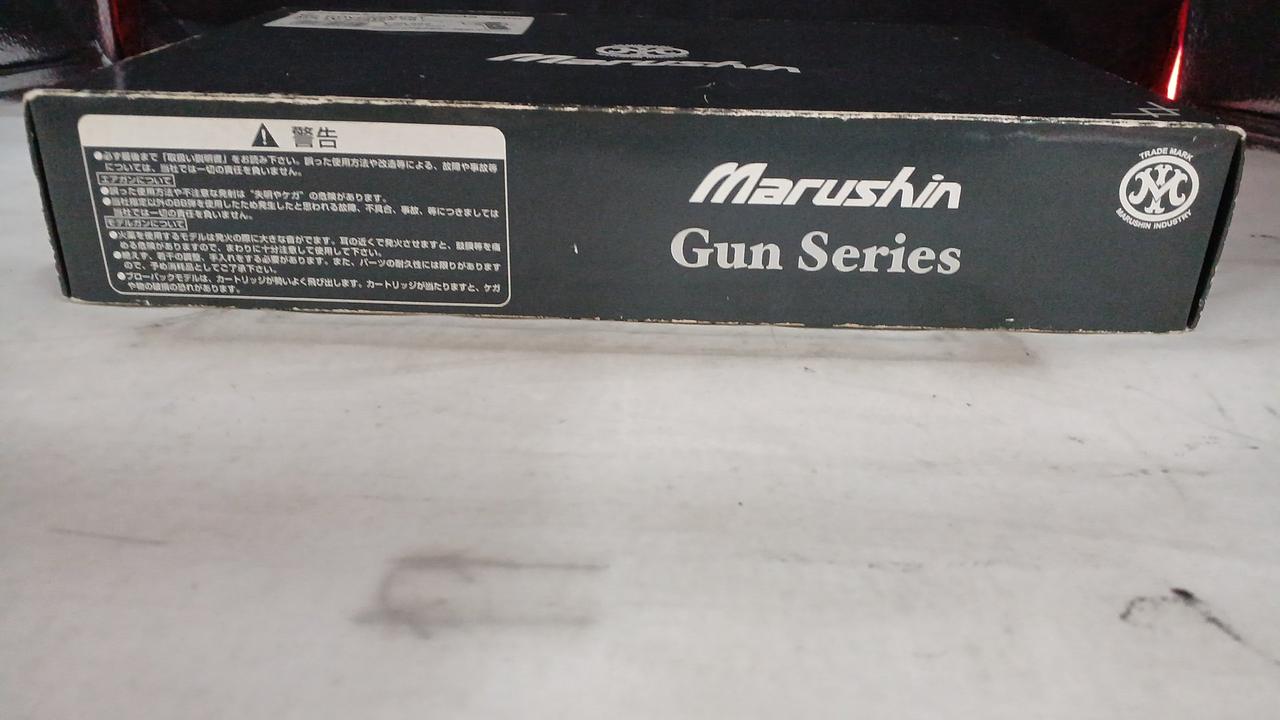 Marushin
警告
●必ず最後まで「取扱い説明書」をお読み下さい。誤った使用方法や改造等による、故障や事故等
については、当社では一切の責任を負いません。
エアガンについて
●誤った使用方法や不注意な発射は“失明やケガ”の危険があります。
●当社指定以外のBB弾を使用したため発生したと思われる故障、不具合、事故、等につきましては
当社では一切の責任を負いません。
モデルガンについて
●火薬を使用するモデルは発火の際に大きな音がでます。耳の近くで発火させますと、鼓膜等を痛
める危険がありますので、まわりに十分注意して使用して下さい。
●絶えず、若干の調整、手入れをする必要があります。また、パーツの耐久性には限りがあります
ので、予め消耗品としてご了承下さい。
●ブローバックモデルは、カートリッジが勢いよく飛び出します。カートリッジが当たりますと、ケガ
や物の破損の恐れがあります。
Marushin
Gun Series
TRADE MARK
MARUSHIN INDUSTRY